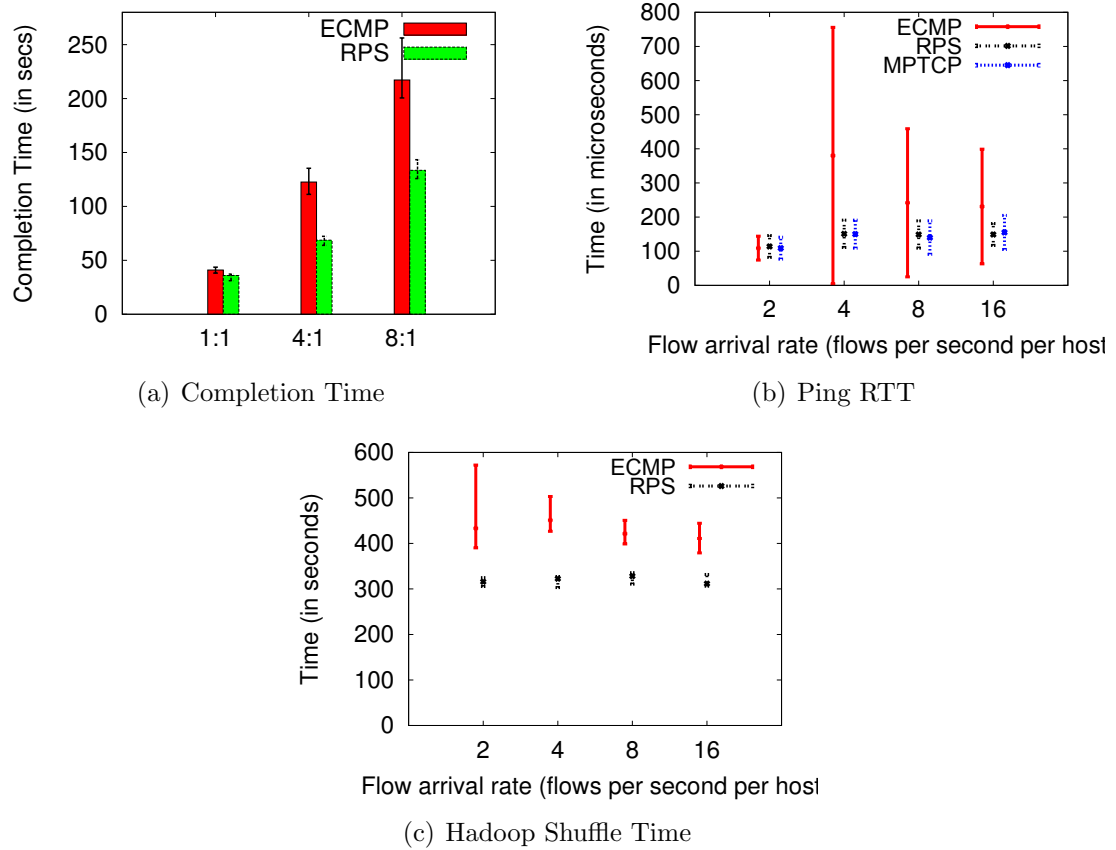 Completion Time (in secs)
250
200
150
100
50
0
ECMP
RPS
1:1 4:1 8:1
(a) Completion Time
Time (in microseconds)
800
700
600
500
400
300
200
100
0
ECMP
RPS
MPTCP
2 4 8 16
Flow arrival rate (flows per second per host
(b) Ping RTT
Time (in seconds)
600
500
400
300
200
100
0
ECMP
RPS
2 4 8 16
Flow arrival rate (flows per second per host
(c) Hadoop Shuffle Time